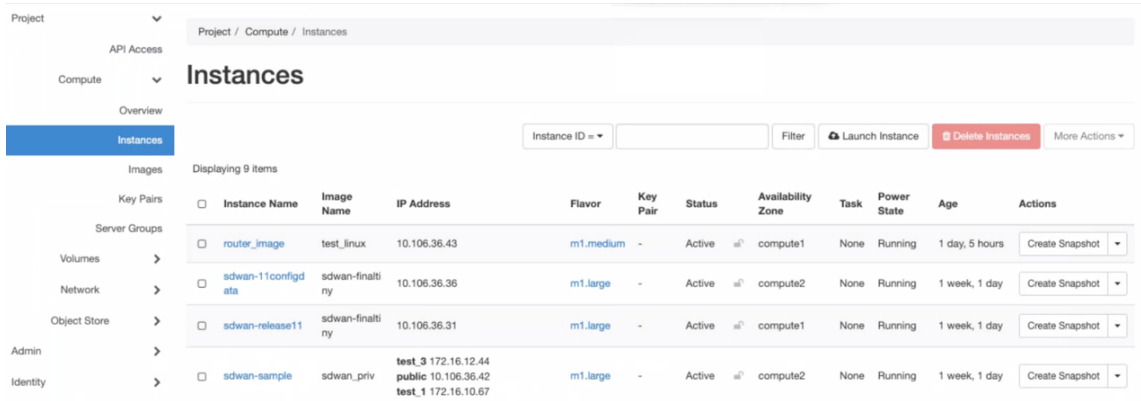 Project
API Access
Compute
Overview
Instances
Images
Key Pairs
Server Groups
Volumes
Network
Object Store
Admin
Identity
Project / Compute / Instances
Instances
Instance ID = Filter Launch Instance Delete Instances More Actions
Displaying 9 items
Instance Name Image Name IP Address Flavor Key Pair Status Availability Zone Task Power State Age Actions
router_image test_linux 10.106.36.43 m1.medium - Active compute1 None Running 1 day, 5 hours Create Snapshot
sdwan-11configd
ata
sdwan-finalti
ny
10.106.36.36 m1.large - Active compute2 None Running 1 week, 1 day Create Snapshot
sdwan-release11
sdwan-finalti
ny
10.106.36.31 m1.large - Active compute1 None Running 1 week, 1 day Create Snapshot
sdwan-sample sdwan_priv
test_3 172.16.12.44
public 10.106.36.42
test_1 172.16.10.67
m1.large - Active compute2 None Running 1 week, 1 day Create Snapshot